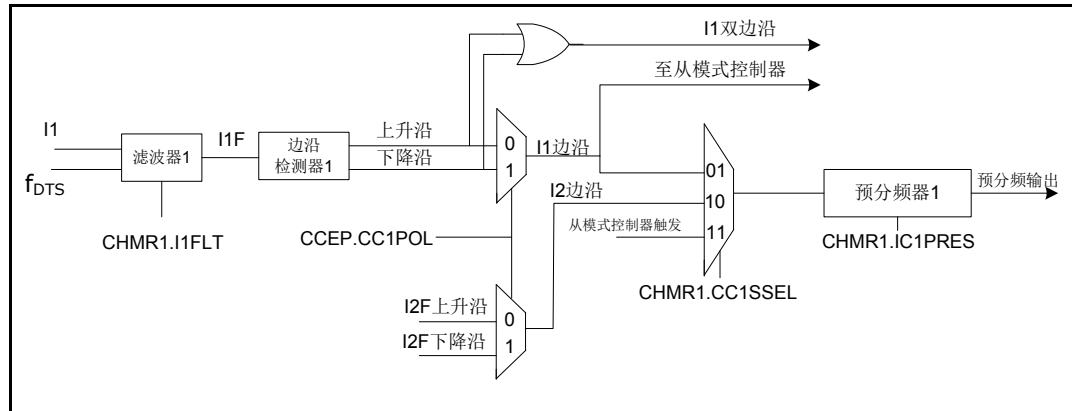 I1双边沿
至从模式控制器
I1
f_DTS
滤波器1
I1F
边沿
检测器1
上升沿
下降沿
0
1
I1边沿
I2边沿
从模式控制器触发
01
10
11
预分频器1
预分频输出
CHMR1.I1FLT
CCEP.CC1POL
CHMR1.IC1PRES
CHMR1.CC1SSEL
I2F上升沿
I2F下降沿
0
1